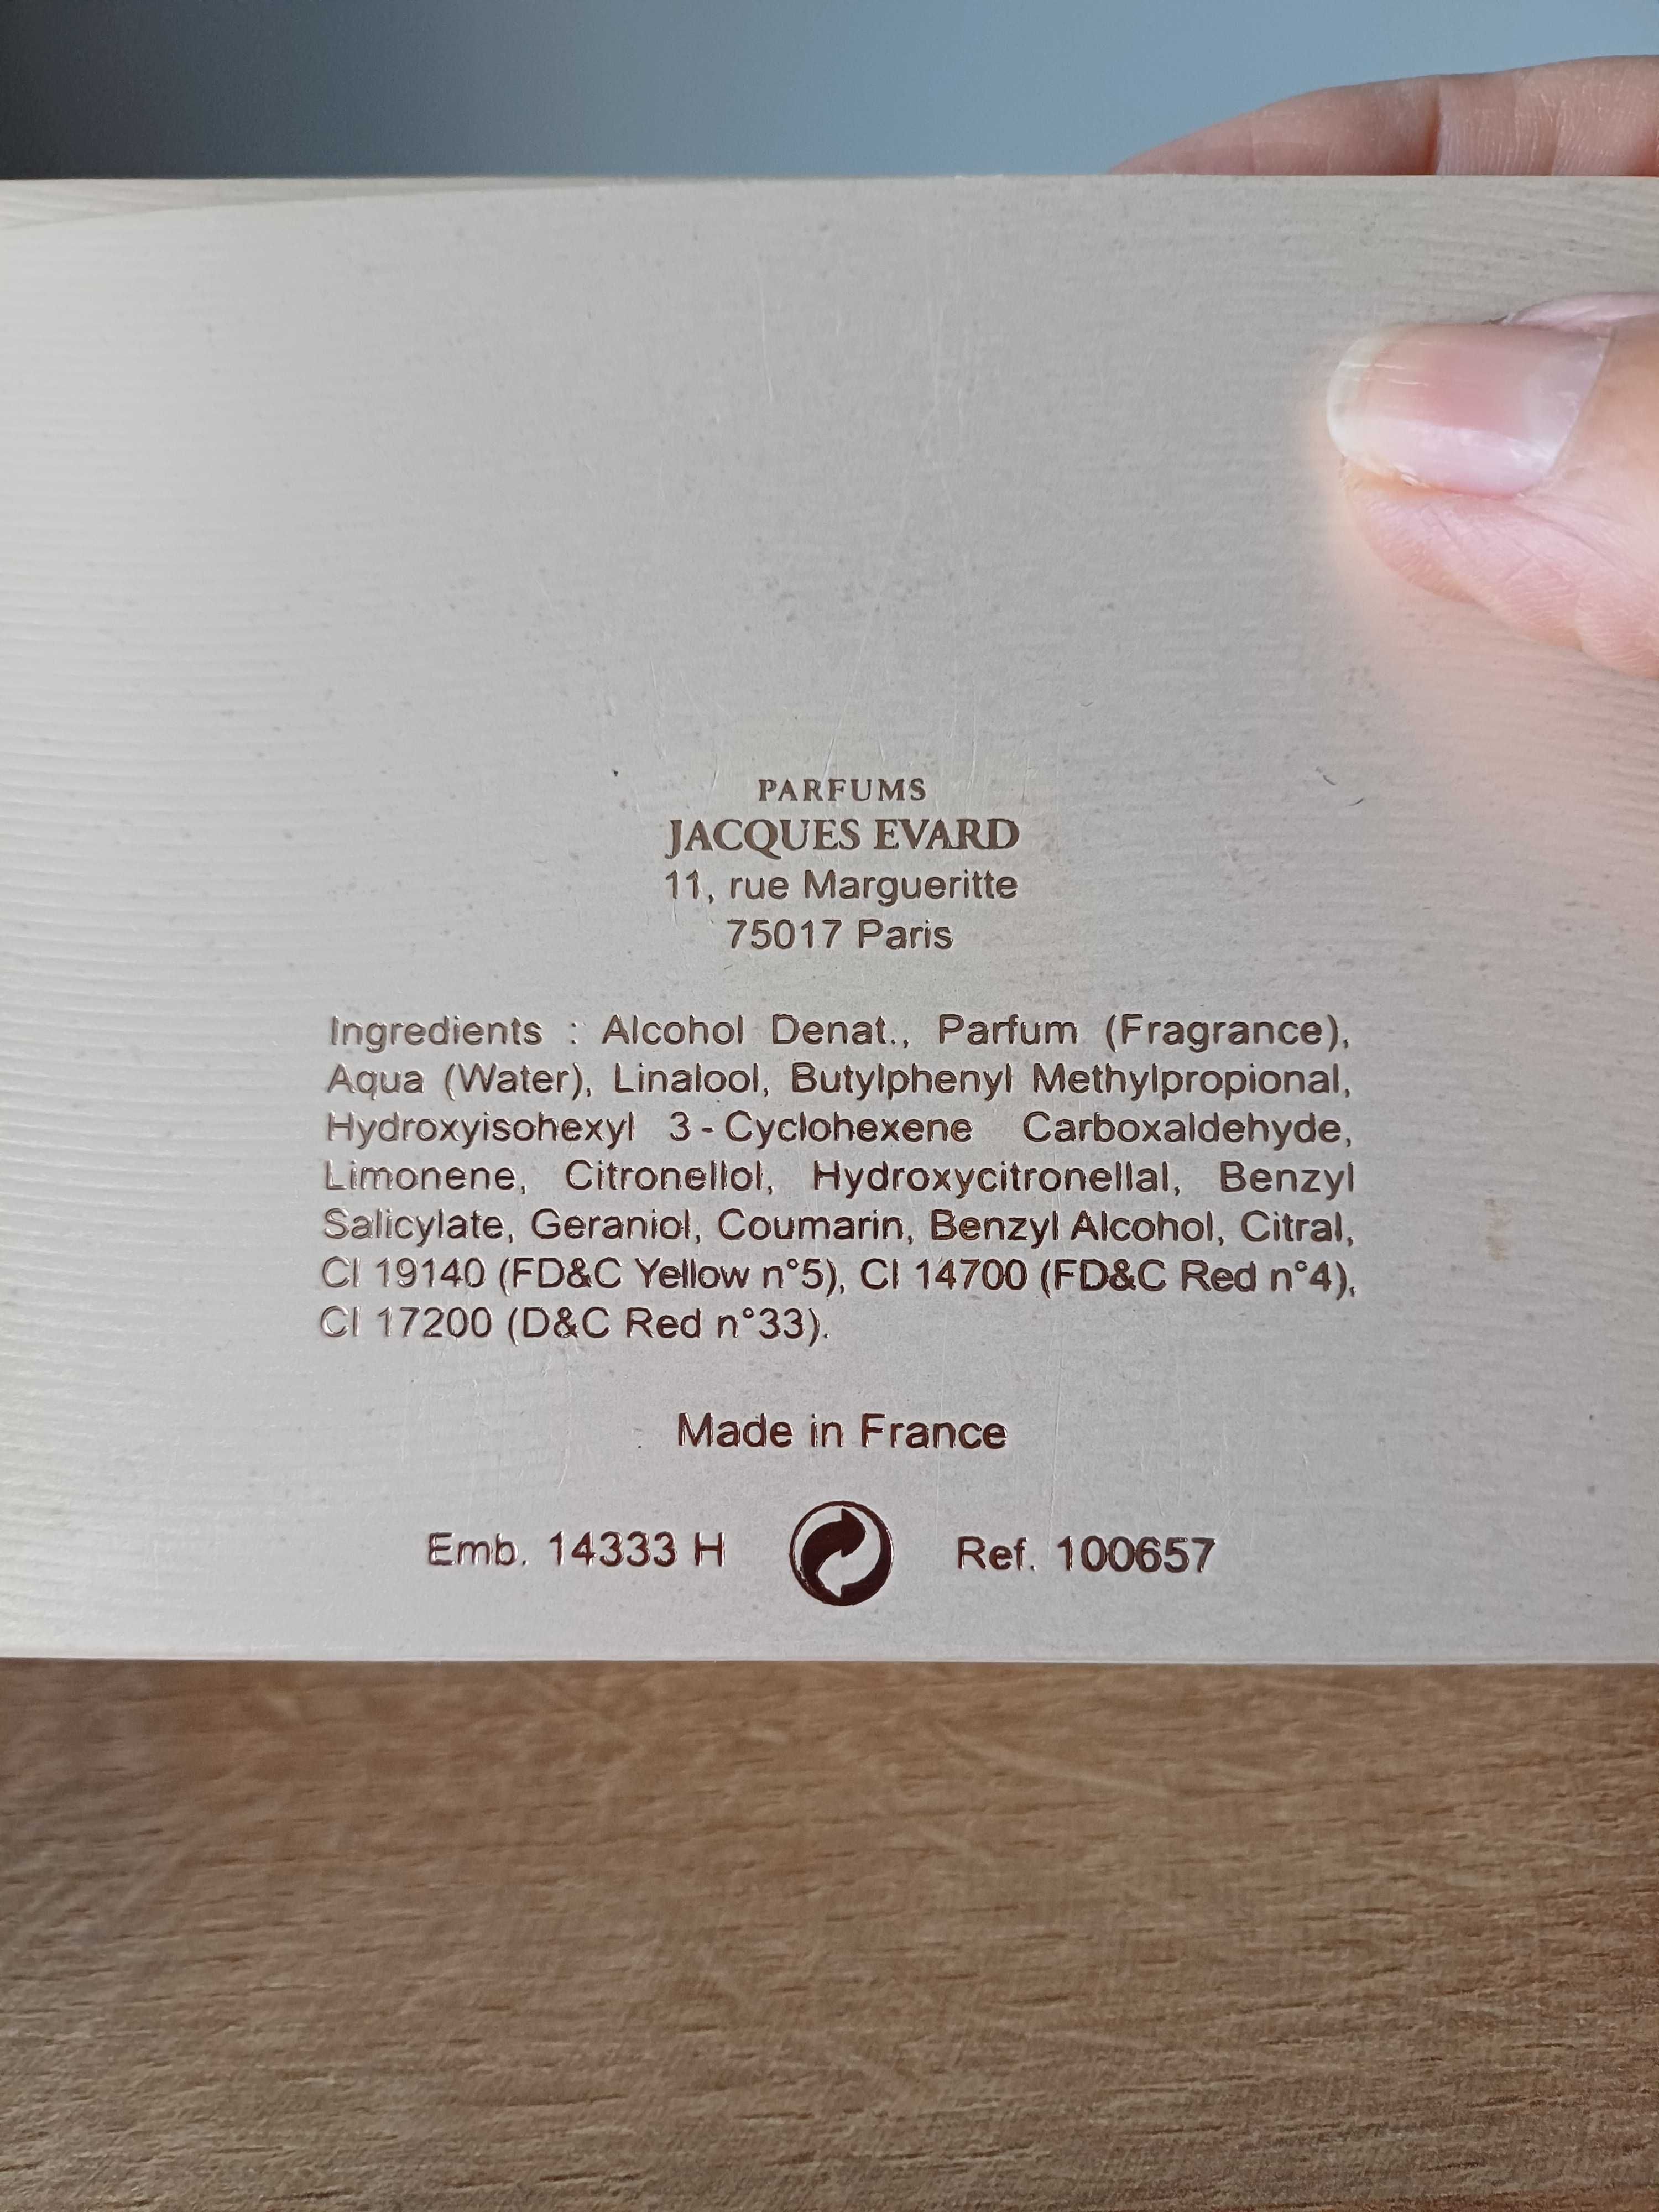 PARFUMS
JACQUES EVARD
11, rue Margueritte
75017 Paris
Ingredients : Alcohol Denat., Parfum (Fragrance),
Aqua (Water), Linalool, Butylphenyl Methylpropional,
Hydroxyisohexyl 3-Cyclohexene Carboxaldehyde,
Limonene, Citronellol, Hydroxycitronellal, Benzyl
Salicylate, Geraniol, Coumarin, Benzyl Alcohol, Citral,
CI 19140 (FD&C Yellow n°5), CI 14700 (FD&C Red n°4),
CI 17200 (D&C Red n°33).
Made in France
Emb. 14333 H Ref. 100657